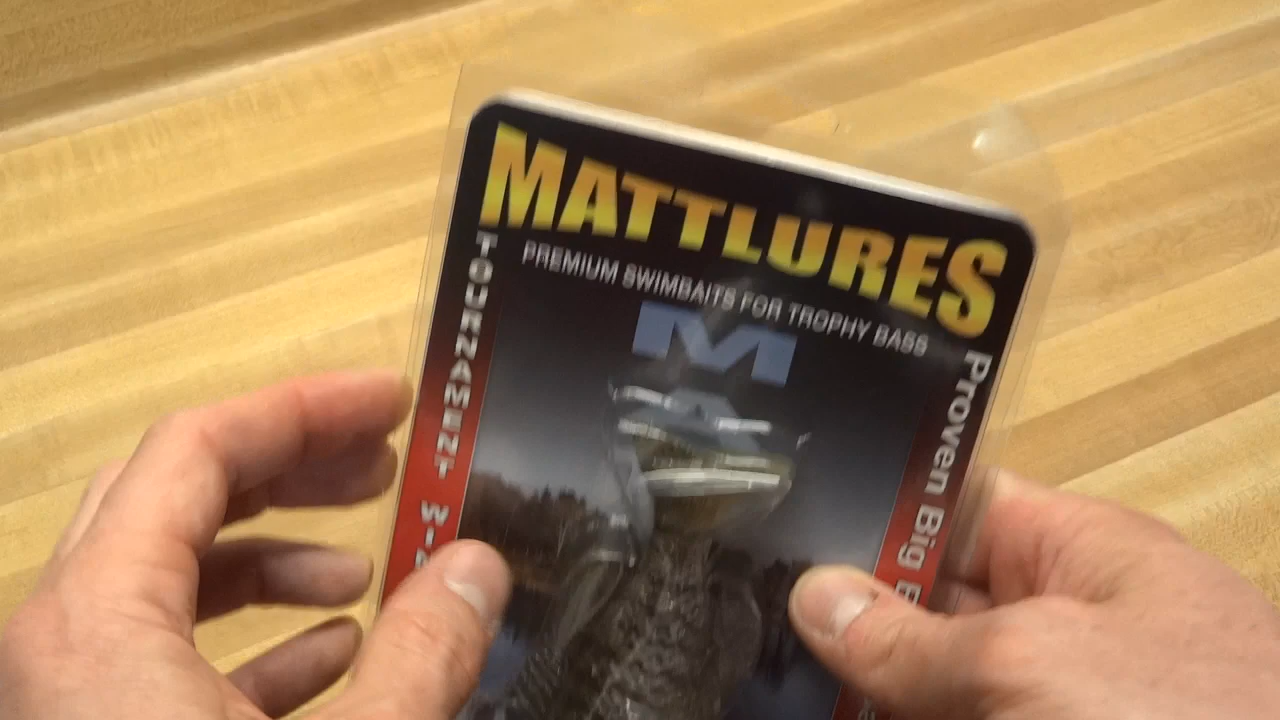 MATTLURES
PREMIUM SWIMBAITS FOR TROPHY BASS
M
TOURNAMENT
Proven Big